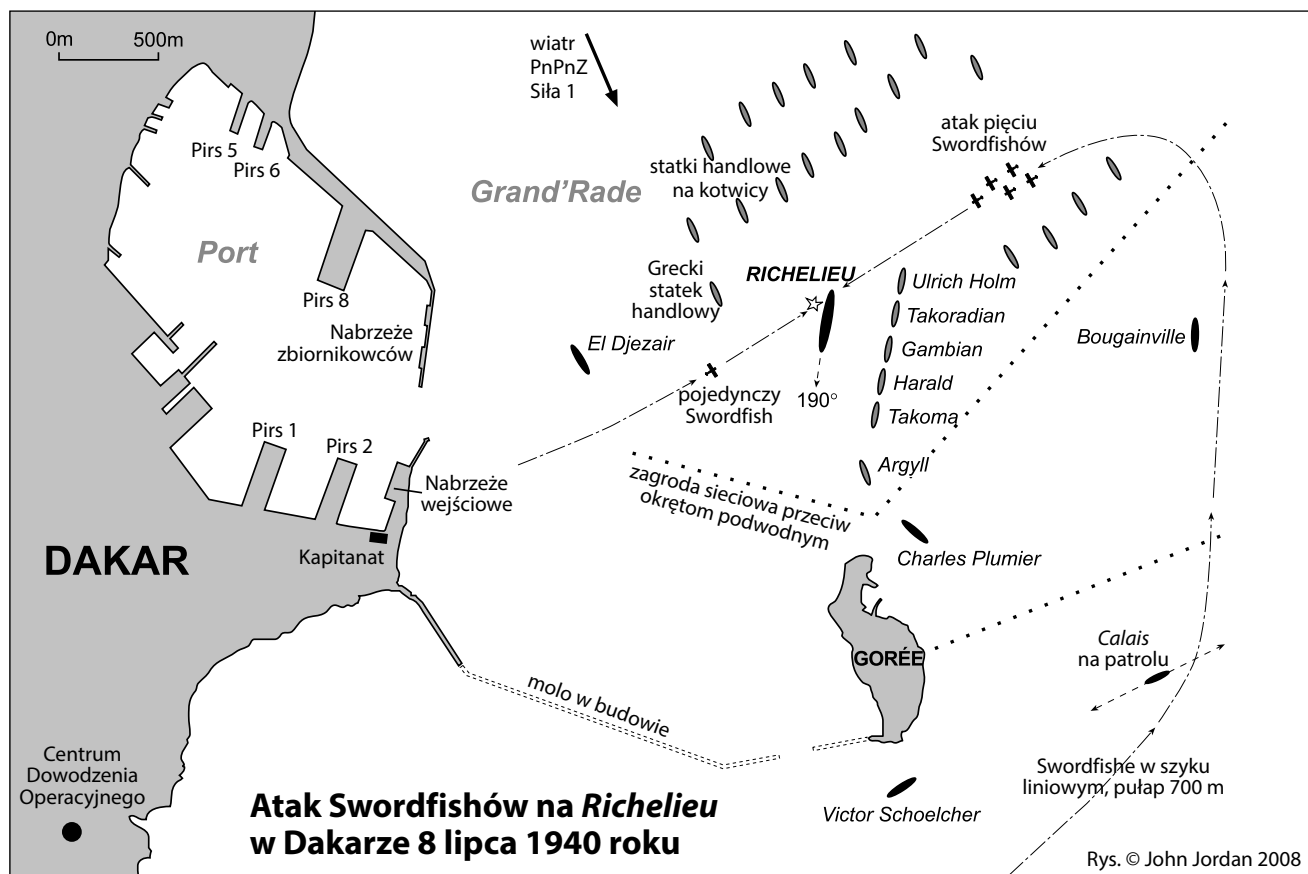 0m 500m
wiatr
PnPnZ
Siła 1
atak pięciu
Swordfishów
Pirs 5
Pirs 6
statki handlowe
na kotwicy
Grand'Rade
Port
Grecki
statek
handlowy
RICHELIEU
Ulrich Holm
Pirs 8
Takoradian
Nabrzeże
zbiornikowców
El Djezair
Gambian
Bougainville
Harald
pojedynczy
Swordfish
190°
Takoma
Pirs 1
Pirs 2
Argyll
Nabrzeże
wejściowe
zagroda sieciowa przeciw
okrętom podwodnym
Kapitanat
DAKAR
Charles Plumier
GORÉE
Calais
na patrolu
molo w budowie
Centrum
Dowodzenia
Operacyjnego
Swordfishe w szyku
liniowym, pułap 700 m
Atak Swordfishów na Richelieu
w Dakarze 8 lipca 1940 roku
Victor Schoelcher
Rys. © John Jordan 2008